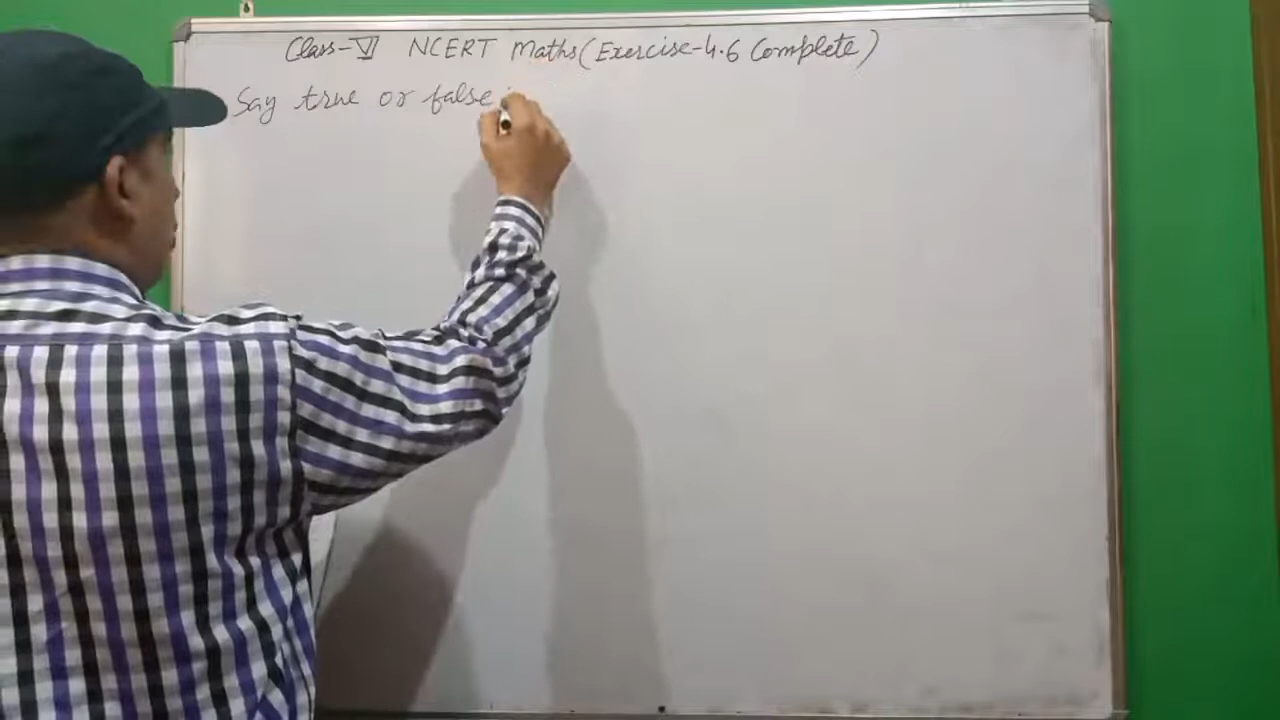 Class-VI NCERT Maths(Exercise-4.6 Complete)
Say true or false